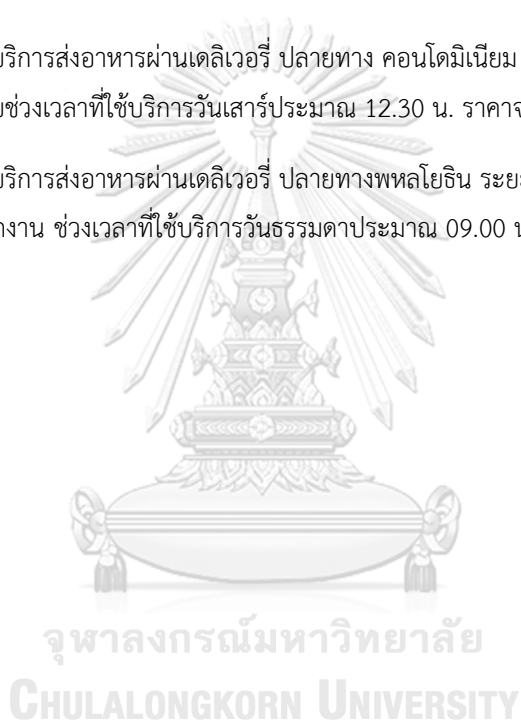 บริการส่งอาหารผ่านเดลิเวอรี่ ปลายทาง คอนโดมิเนียม
ช่วงเวลาที่ใช้บริการวันเสาร์ประมาณ 12.30 น. ราคาจ
บริการส่งอาหารผ่านเดลิเวอรี่ ปลายทางพหลโยธิน ระยะ
งาน ช่วงเวลาที่ใช้บริการวันธรรมดาประมาณ 09.00 น
จุฬาลงกรณ์มหาวิทยาลัย
CHULALONGKORN UNIVERSITY